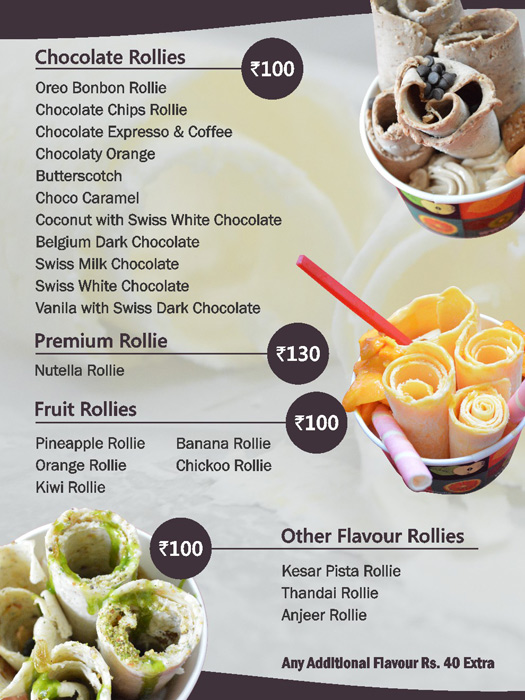 Chocolate Rollies
₹100
Oreo Bonbon Rollie
Chocolate Chips Rollie
Chocolate Expresso & Coffee
Chocolaty Orange
Butterscotch
Choco Caramel
Coconut with Swiss White Chocolate
Belgium Dark Chocolate
Swiss Milk Chocolate
Swiss White Chocolate
Vanilla with Swiss Dark Chocolate
Premium Rollie
₹130
Nutella Rollie
Fruit Rollies
₹100
Pineapple Rollie
Orange Rollie
Kiwi Rollie
Banana Rollie
Chickoo Rollie
₹100
Other Flavour Rollies
Kesar Pista Rollie
Thandai Rollie
Anjeer Rollie
Any Additional Flavour Rs. 40 Extra